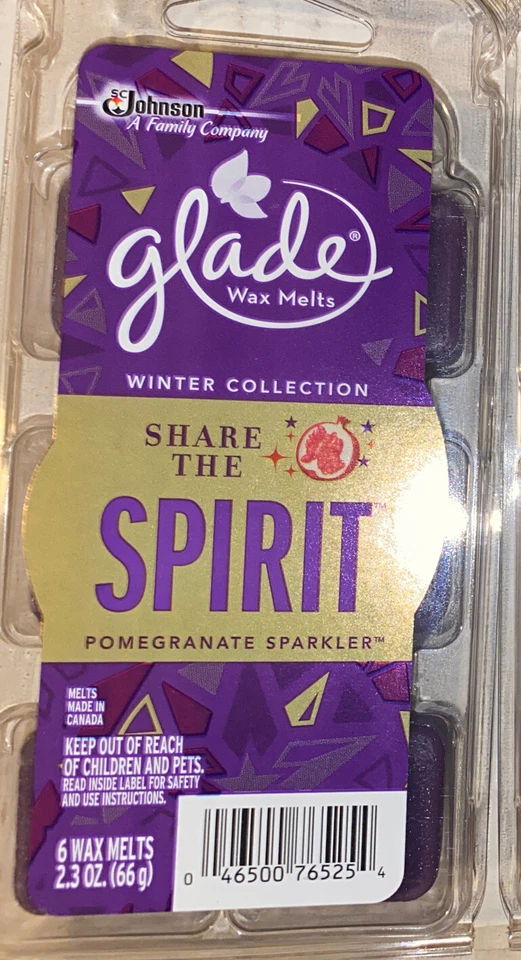 SC Johnson
A Family Company
glade®
Wax Melts
WINTER COLLECTION
SHARE
THE
SPIRIT™
POMEGRANATE SPARKLER™
MELTS
MADE IN
CANADA
KEEP OUT OF REACH
OF CHILDREN AND PETS.
READ INSIDE LABEL FOR SAFETY
AND USE INSTRUCTIONS.
6 WAX MELTS
2.3 OZ. (66 g)
0 46500 76525 4